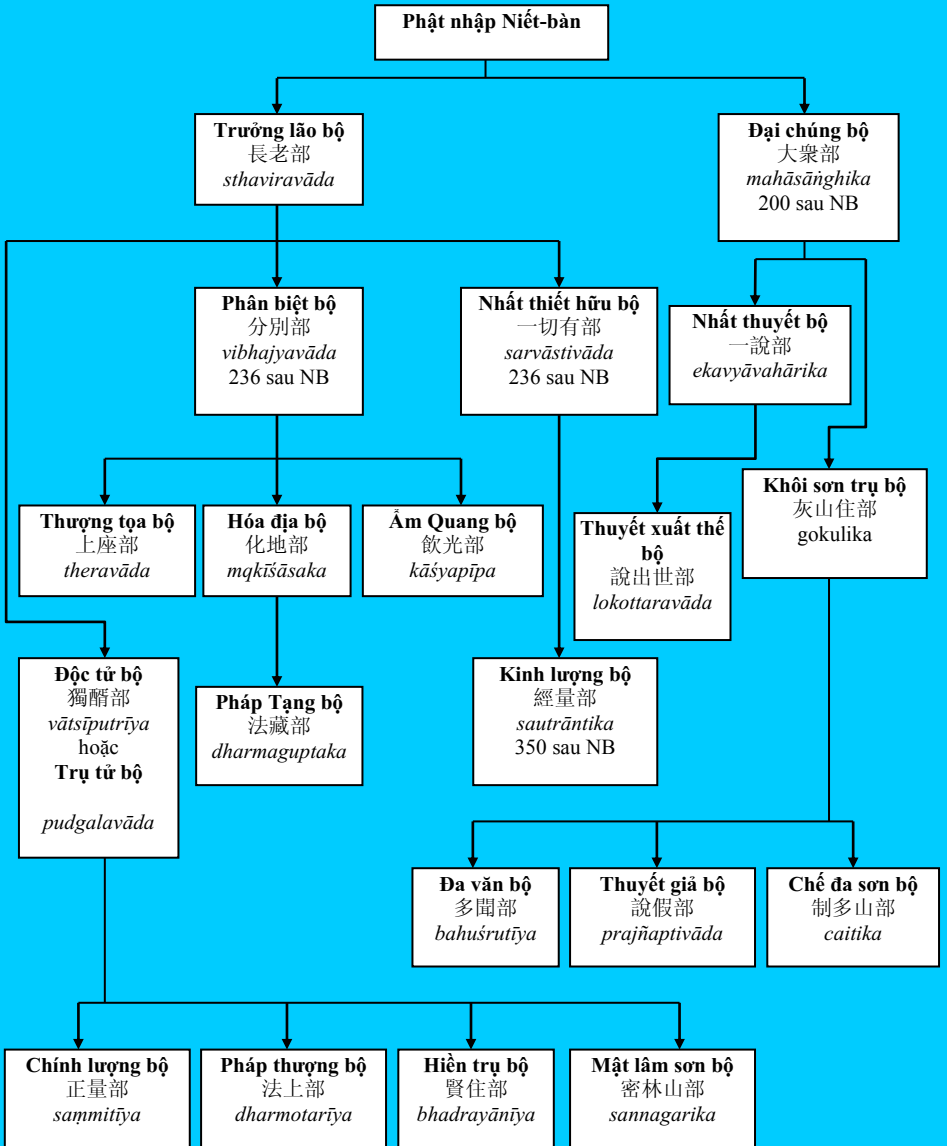 Phật nhập Niết-bàn
Trưởng lão bộ
長老部
sthaviravāda
Đại chúng bộ
大衆部
mahāsāṅghika
200 sau NB
Phân biệt bộ
分別部
vibhajyavāda
236 sau NB
Nhất thiết hữu bộ
一切有部
sarvāstivāda
236 sau NB
Nhất thuyết bộ
一說部
ekavyāvahārika
Thượng tọa bộ
上座部
theravāda
Hóa địa bộ
化地部
mqkīśāsaka
Ẩm Quang bộ
飲光部
kāśyapīpa
Thuyết xuất thế
bộ
說出世部
lokottaravāda
Khôi sơn trụ bộ
灰山住部
gokulika
Độc tử bộ
獨醑部
vātsīputrīya
hoặc
Trụ tử bộ
pudgalavāda
Pháp Tạng bộ
法藏部
dharmaguptaka
Kinh lượng bộ
經量部
sautrāntika
350 sau NB
Đa văn bộ
多聞部
bahuśrutīya
Thuyết giả bộ
說假部
prajñaptivāda
Chế đa sơn bộ
制多山部
caitika
Chính lượng bộ
正量部
saṃmitīya
Pháp thượng bộ
法上部
dharmotarīya
Hiền trụ bộ
賢住部
bhadrayānīya
Mật lâm sơn bộ
密林山部
sannagarika